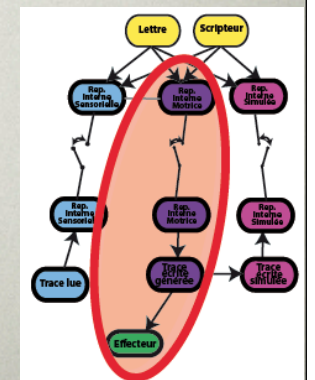 Lettre
Scripteur
Rep.
Interne
Sensorielle
Rep.
Interne
Motrice
Rep.
Interne
Simulée
Rep.
Interne
Sensoriel
Rep.
Interne
Motrice
Rep.
Interne
Simulée
Trace lue
Trace
écrite
générée
Trace
écrite
simulée
Effecteur